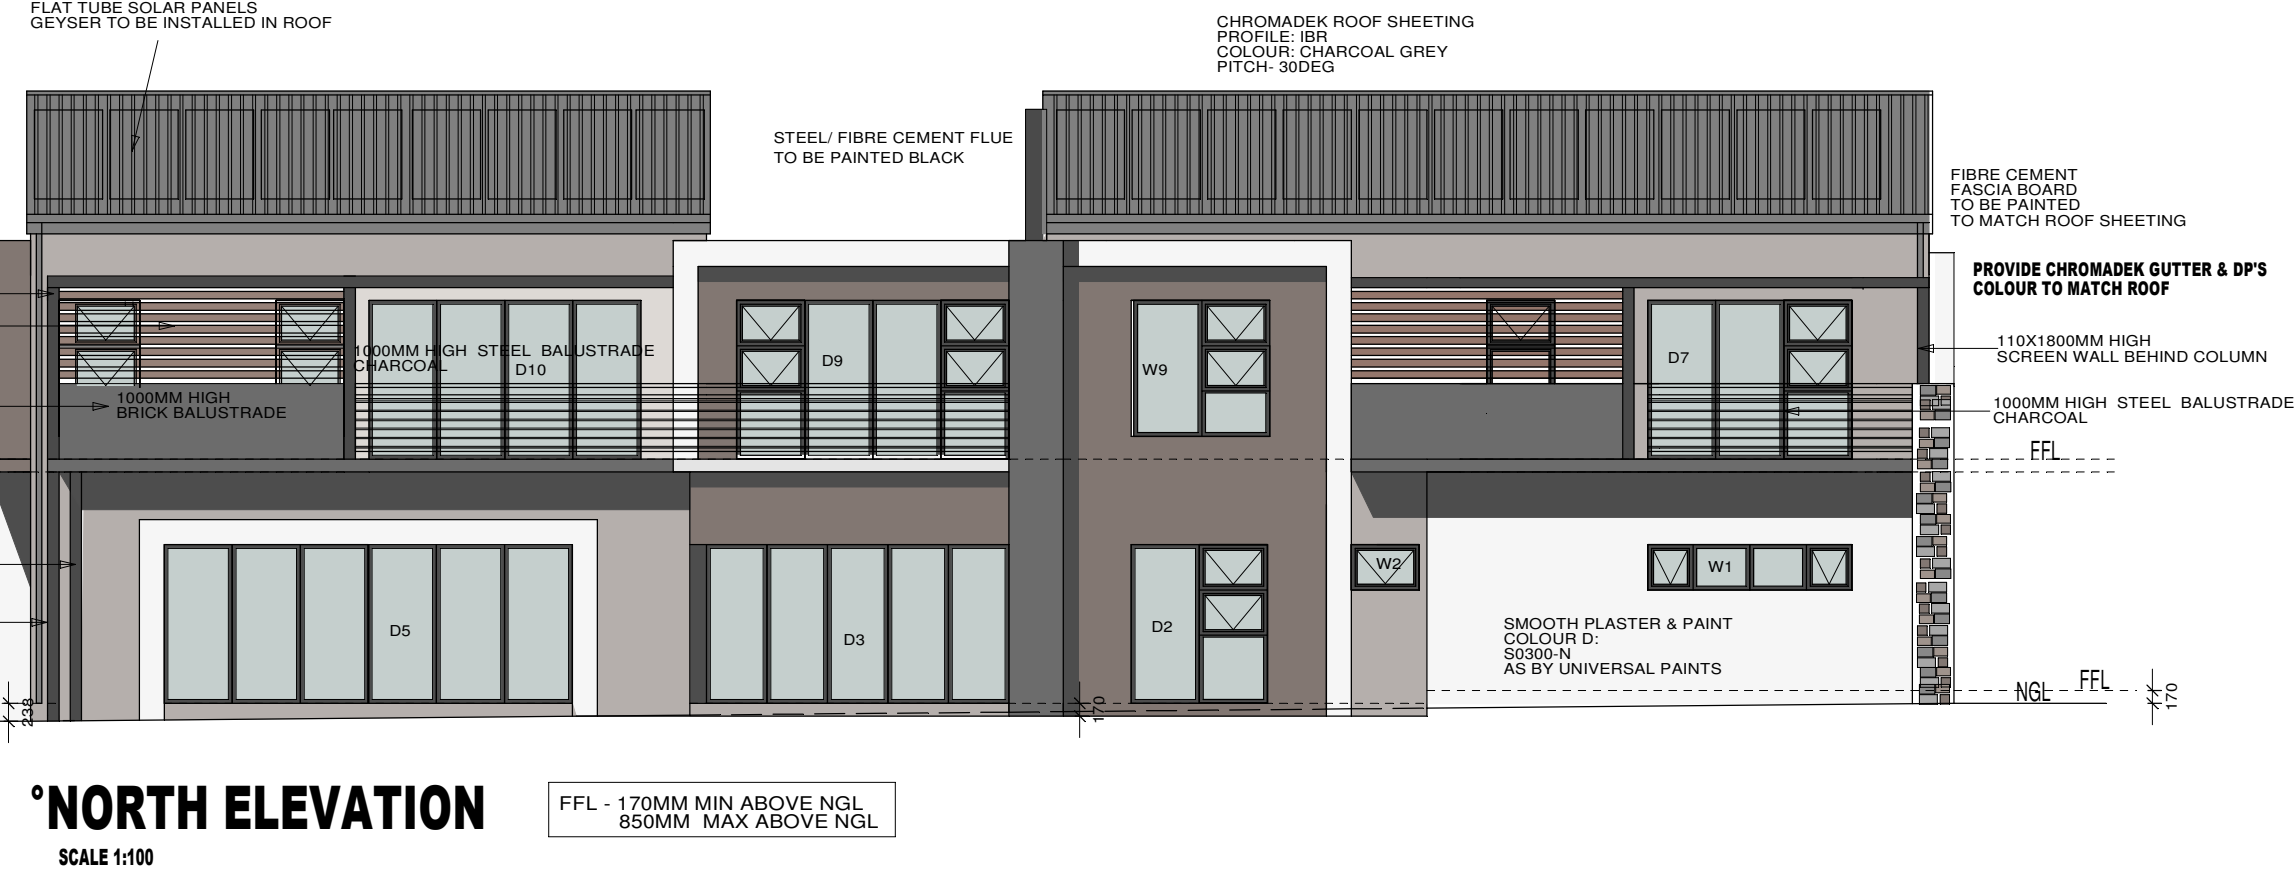 FLAT TUBE SOLAR PANELS
GEYSER TO BE INSTALLED IN ROOF
CHROMADEK ROOF SHEETING
PROFILE: IBR
COLOUR: CHARCOAL GREY
PITCH- 30DEG
STEEL/ FIBRE CEMENT FLUE
TO BE PAINTED BLACK
FIBRE CEMENT
FASCIA BOARD
TO BE PAINTED
TO MATCH ROOF SHEETING
PROVIDE CHROMADEK GUTTER & DP'S
COLOUR TO MATCH ROOF
110X1800MM HIGH
SCREEN WALL BEHIND COLUMN
1000MM HIGH STEEL BALUSTRADE
CHARCOAL
1000MM HIGH STEEL BALUSTRADE
CHARCOAL
D10
D9
W9
D7
1000MM HIGH
BRICK BALUSTRADE
FFL
D5
D3
D2
W2
W1
SMOOTH PLASTER & PAINT
COLOUR D:
S0300-N
AS BY UNIVERSAL PAINTS
FFL
NGL
238
170
170
°NORTH ELEVATION
SCALE 1:100
FFL - 170MM MIN ABOVE NGL
850MM MAX ABOVE NGL